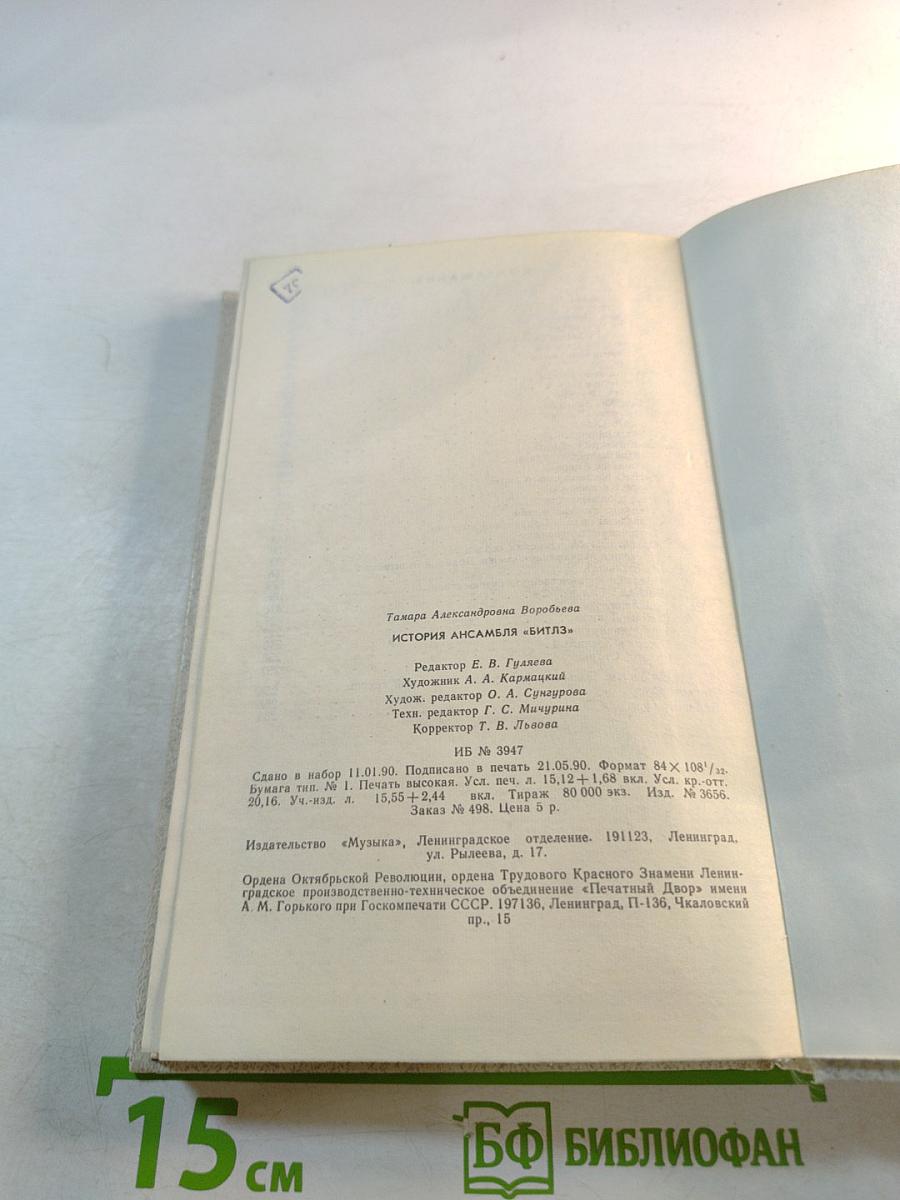 Тамара Александровна Воробьева
ИСТОРИЯ АНСАМБЛЯ «БИТЛЗ»
Редактор Е. В. Гуляева
Художник А. А. Кармацкий
Худож. редактор О. А. Сунгурова
Техн. редактор Г. С. Мичурина
Корректор Т. В. Львова
ИБ № 3947
Сдано в набор 11.01.90. Подписано в печать 21.05.90. Формат 84×108¹/₃₂.
Бумага тип. № 1. Печать высокая. Усл. печ. л. 15,12+1,68 вкл. Усл. кр.-отт.
20,16. Уч.-изд. л. 15,55+2,44 вкл. Тираж 80 000 экз. Изд. № 3656.
Заказ № 498. Цена 5 р.
Издательство «Музыка», Ленинградское отделение. 191123, Ленинград,
ул. Рылеева, д. 17.
Ордена Октябрьской Революции, ордена Трудового Красного Знамени Ленин-
градское производственно-техническое объединение «Печатный Двор» имени
А. М. Горького при Госкомпечати СССР. 197136, Ленинград, П-136, Чкаловский
пр., 15
15 см
БФ БИБЛИОФАН